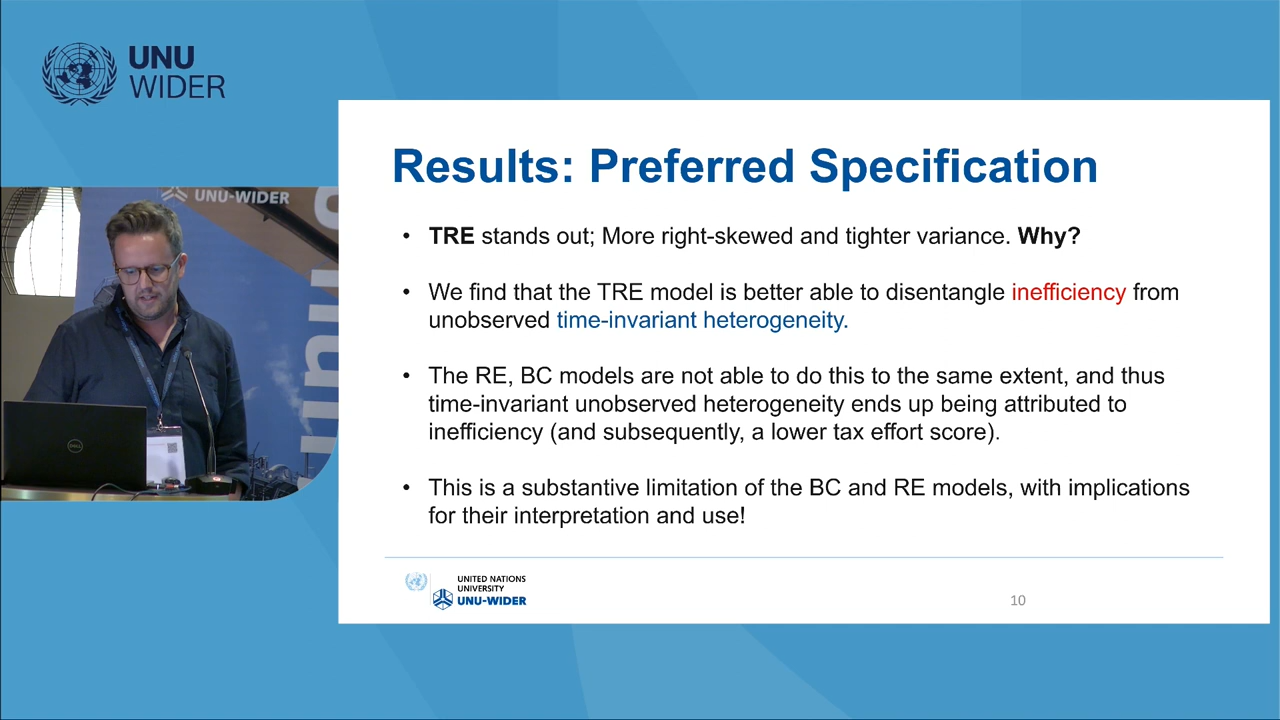 UNU
WIDER
UNU-WIDER
Results: Preferred Specification
• TRE stands out; More right-skewed and tighter variance. Why?
• We find that the TRE model is better able to disentangle inefficiency from
unobserved time-invariant heterogeneity.
• The RE, BC models are not able to do this to the same extent, and thus
time-invariant unobserved heterogeneity ends up being attributed to
inefficiency (and subsequently, a lower tax effort score).
• This is a substantive limitation of the BC and RE models, with implications
for their interpretation and use!
UNITED NATIONS
UNIVERSITY
UNU-WIDER
10